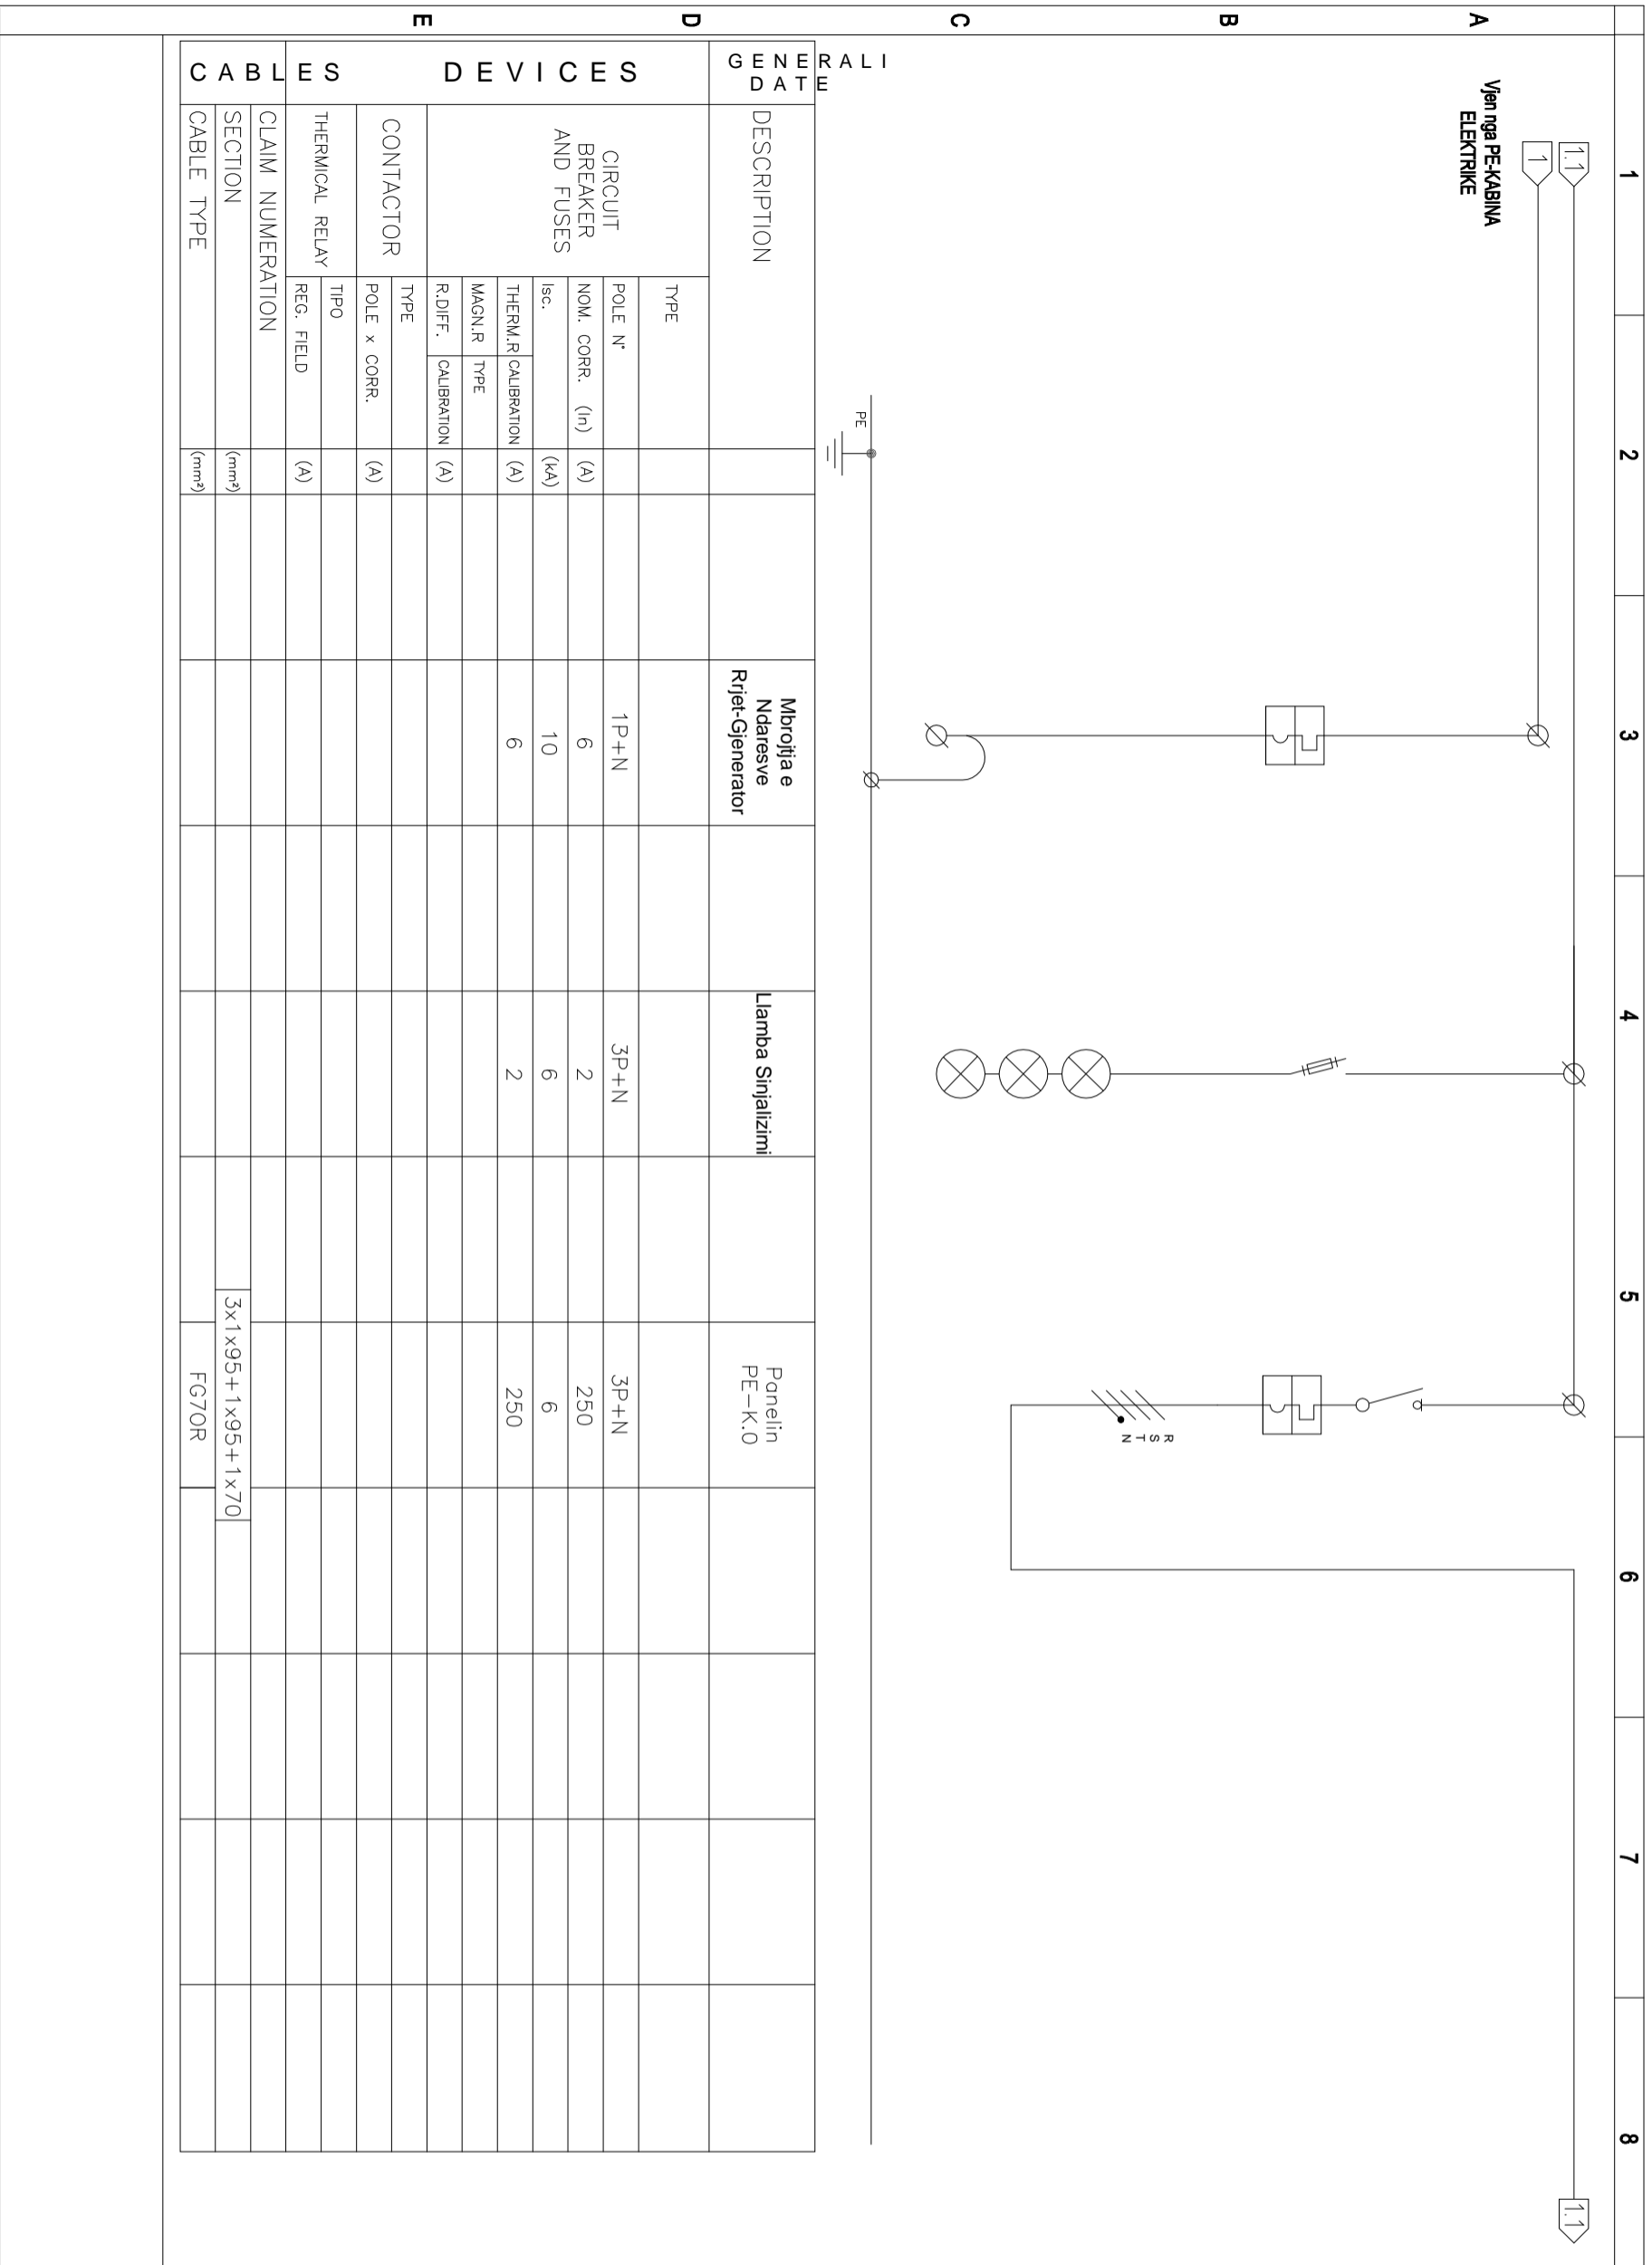 1
2
3
4
5
6
7
8
A
B
C
D
E
1.1
1
Vjen nga PE-KABINA
ELEKTRIKE
1.1
R
S
T
N
PE
GENERALI
DATE
DESCRIPTION
Mbrojtja e
Ndaresve
Rrjet-Gjenerator
Llamba Sinjalizimi
Panelin
PE-K.0
DEVICES
CIRCUIT
BREAKER
AND FUSES
TYPE
POLE N° 1P+N 3P+N 3P+N
NOM. CORR. (In) (A) 6 2 250
Isc. (kA) 10 6 6
THERM.R CALIBRATION (A) 6 2 250
MAGN.R TYPE
R.DIFF. CALIBRATION (A)
CONTACTOR
TYPE
POLE x CORR. (A)
THERMICAL RELAY
TIPO
REG. FIELD (A)
CABLES
CLAIM NUMERATION
SECTION (mm²) 3x1x95+1x95+1x70
CABLE TYPE (mm²) FG7OR